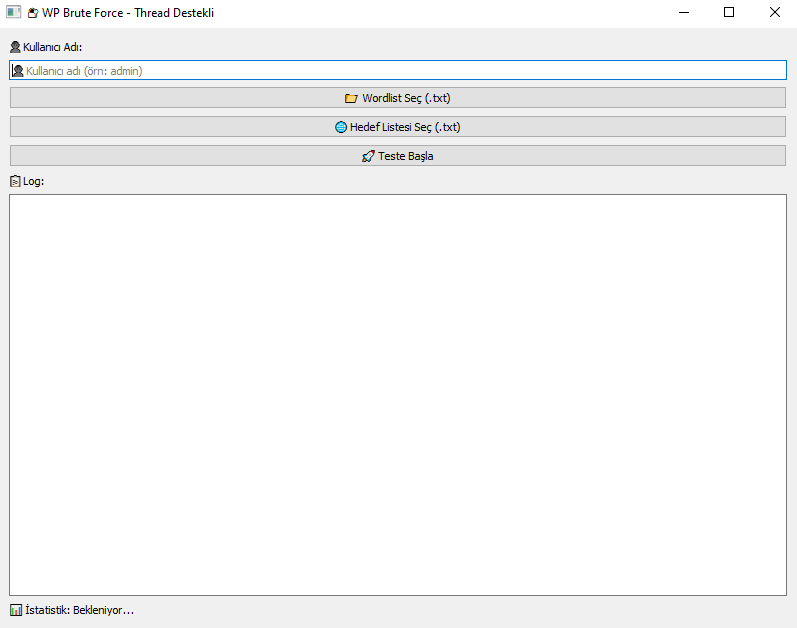 WP Brute Force - Thread Destekli
Kullanıcı Adı:
Kullanıcı adı (örn: admin)
Wordlist Seç (.txt)
Hedef Listesi Seç (.txt)
Teste Başla
Log:
İstatistik: Bekleniyor...